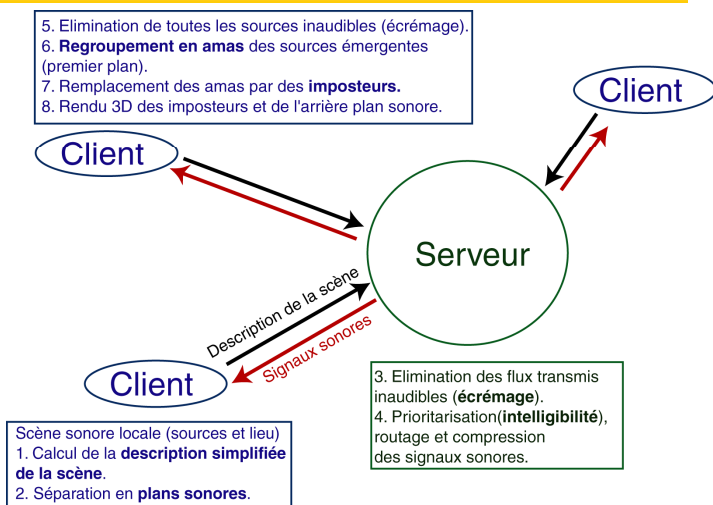 5. Elimination de toutes les sources inaudibles (écrémage).
6. Regroupement en amas des sources émergentes
(premier plan).
7. Remplacement des amas par des imposteurs.
8. Rendu 3D des imposteurs et de l'arrière plan sonore.
Client
Client
Serveur
Description de la scène
Signaux sonores
Client
3. Elimination des flux transmis
inaudibles (écrémage).
4. Prioritarisation(intelligibilité),
routage et compression
des signaux sonores.
Scène sonore locale (sources et lieu)
1. Calcul de la description simplifiée
de la scène.
2. Séparation en plans sonores.